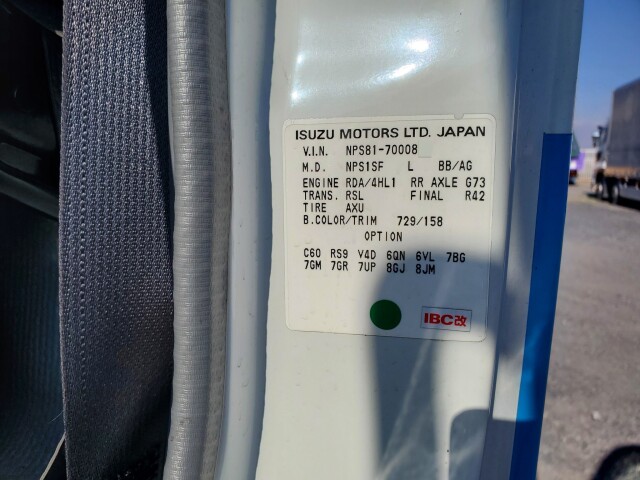 ISUZU MOTORS LTD. JAPAN
V.I.N. NPS81-70008
M.D. NPS1SF L BB/AG
ENGINE RDA/4HL1 RR AXLE G73
TRANS. RSL FINAL R42
TIRE AXU
B.COLOR/TRIM 729/158
OPTION
C60 RS9 V4D 6QN 6VL 7BG
7GM 7GR 7UP 8GJ 8JM
IBC改